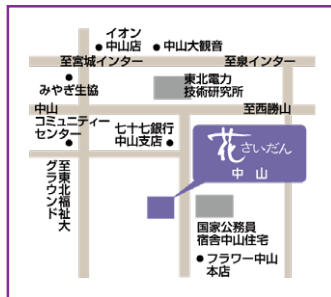 イオン
中山店
中山大観音
至宮城インター
至泉インター
みやぎ生協
東北電力
技術研究所
中山
コミュニティー
センター
至西勝山
七十七銀行
中山支店
花さいだん
中山
至東北福祉大
グラウンド
国家公務員
宿舎中山住宅
フラワー中山
本店